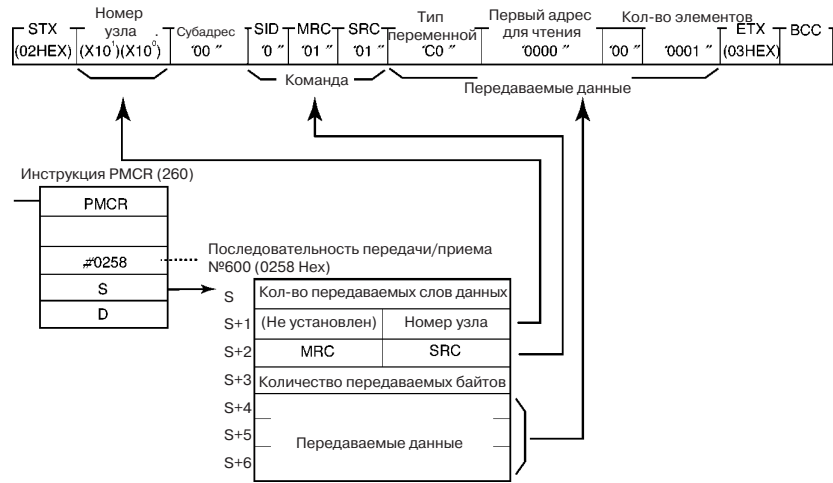 STX
(02HEX)
Номер
узла
(X10¹)(X10⁰)
Субадрес
"00"
SID
"0"
MRC
"01"
SRC
"01"
Тип
переменной
"C0"
Первый адрес
для чтения
"0000"
"00"
Кол-во элементов
"0001"
ETX
(03HEX)
BCC
Команда
Передаваемые данные
Инструкция PMCR (260)
PMCR
#0258
S
D
Последовательность передачи/приема
№600 (0258 Hex)
S
Кол-во передаваемых слов данных
S+1
(Не установлен)
Номер узла
S+2
MRC
SRC
S+3
Количество передаваемых байтов
S+4
S+5
Передаваемые данные
S+6